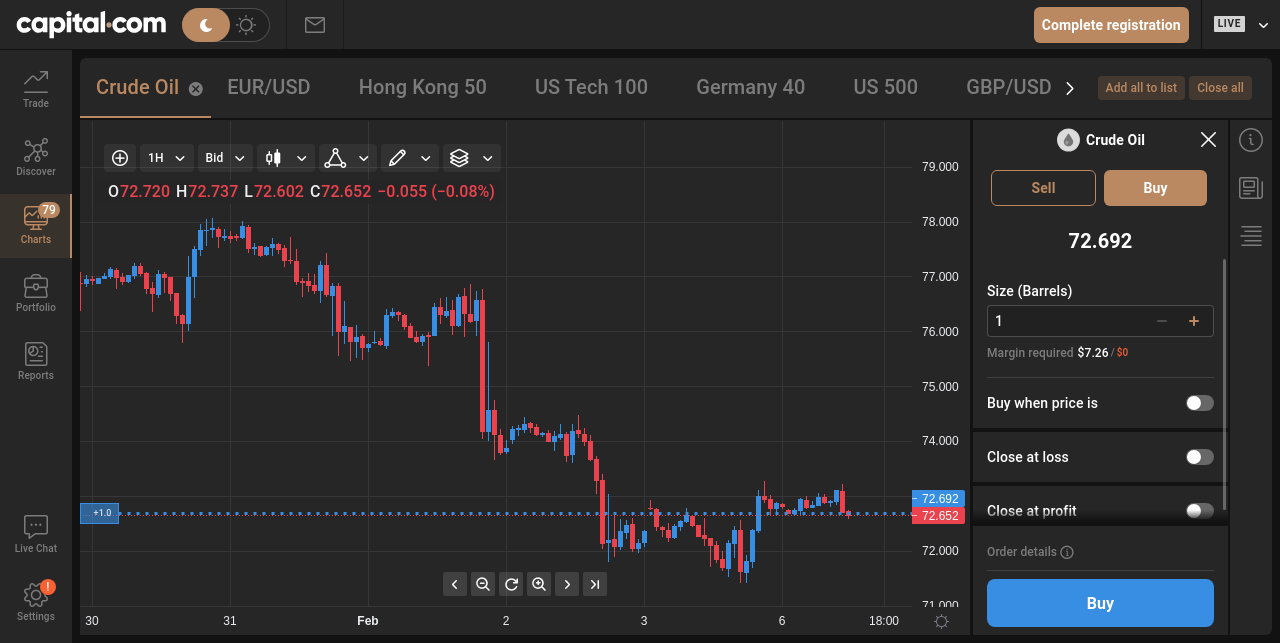 capital.com
Complete registration
LIVE
Trade
Discover
79
Charts
Portfolio
Reports
Live Chat
!
Settings
Crude Oil
EUR/USD
Hong Kong 50
US Tech 100
Germany 40
US 500
GBP/USD
Add all to list
Close all
1H
Bid
O72.720 H72.737 L72.602 C72.652 −0.055 (−0.08%)
79.000
78.000
77.000
76.000
75.000
74.000
72.692
72.652
72.000
71.000
+1.0
30
31
Feb
2
3
6
18:00
Crude Oil
Sell
Buy
72.692
Size (Barrels)
1
Margin required $7.26 / $0
Buy when price is
Close at loss
Close at profit
Order details
Buy